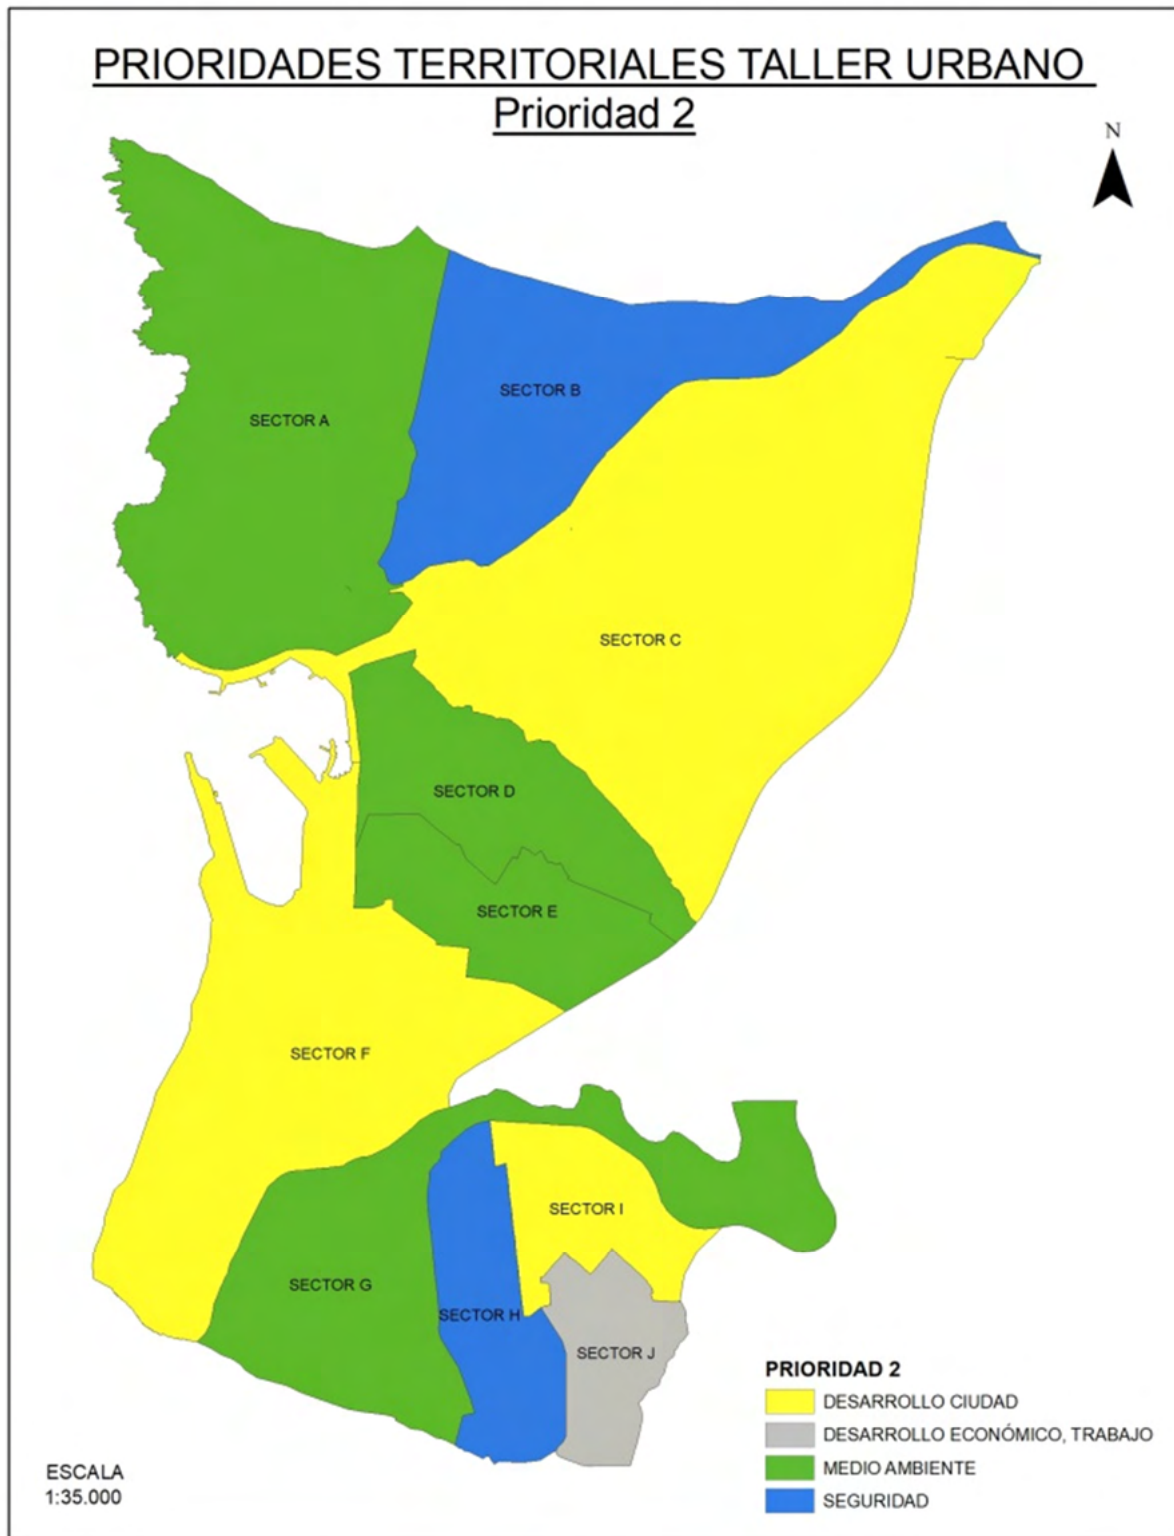 PRIORIDADES TERRITORIALES TALLER URBANO
Prioridad 2
N
SECTOR B
SECTOR A
SECTOR C
SECTOR D
SECTOR E
SECTOR F
SECTOR I
SECTOR G
SECTOR H
SECTOR J
PRIORIDAD 2
DESARROLLO CIUDAD
DESARROLLO ECONÓMICO, TRABAJO
MEDIO AMBIENTE
SEGURIDAD
ESCALA
1:35.000